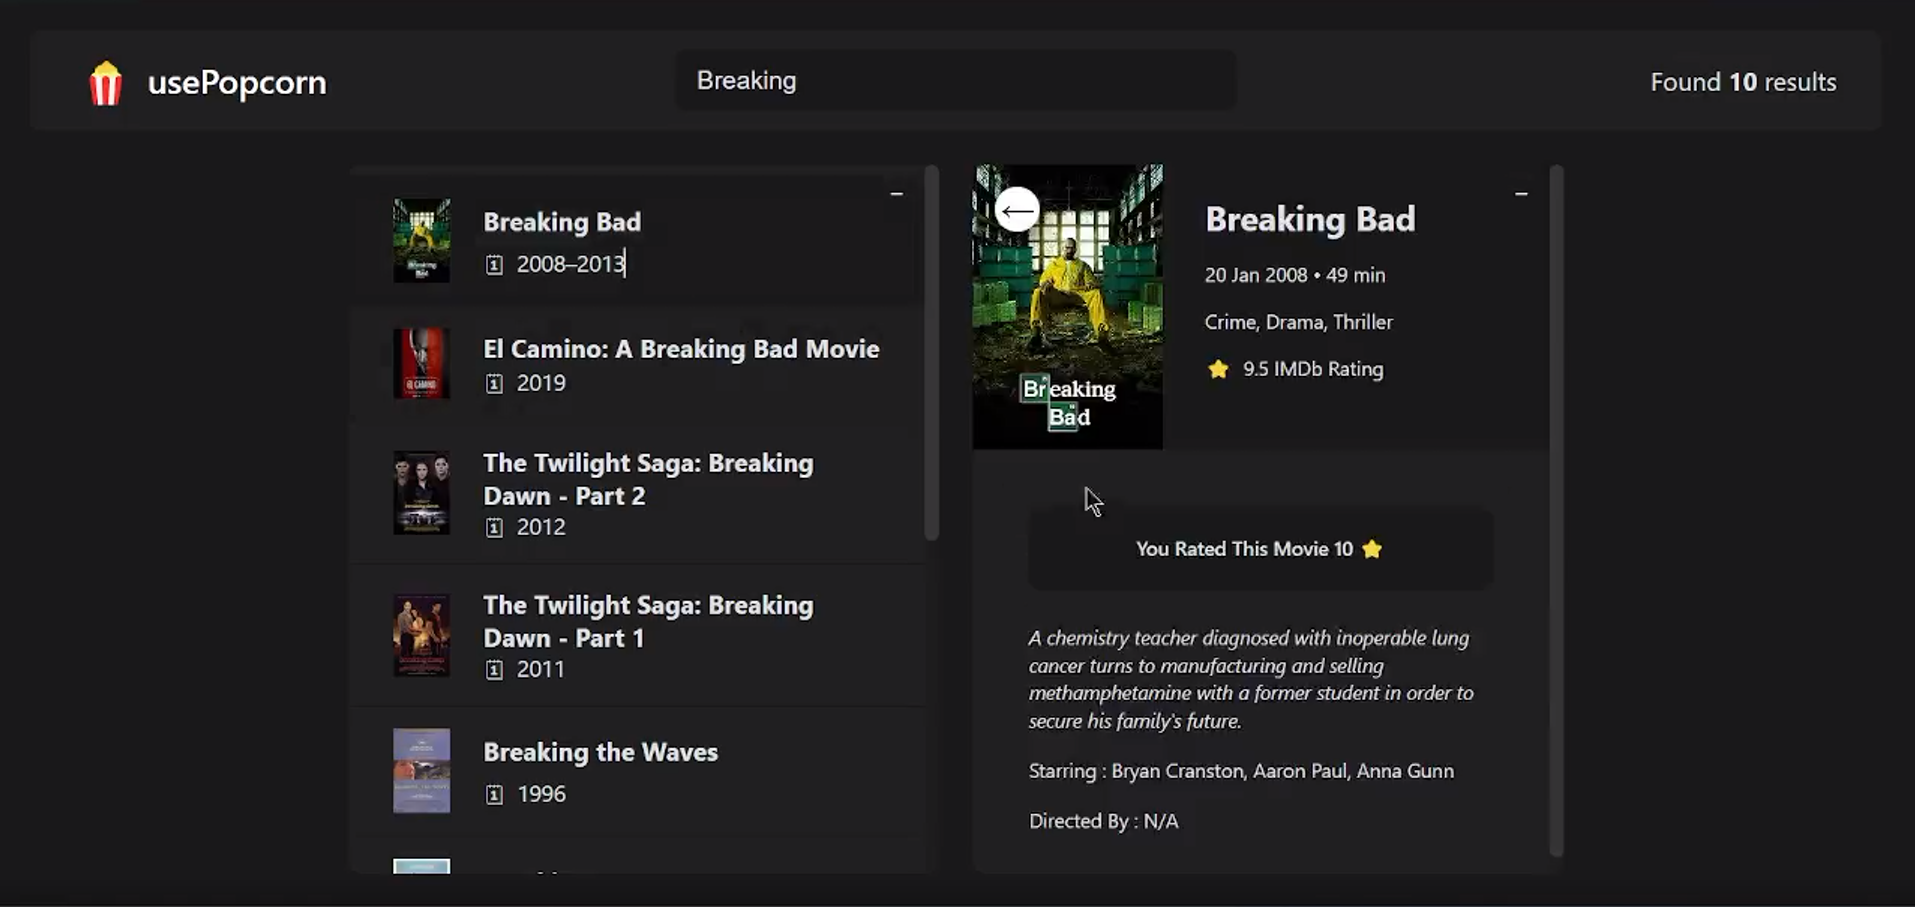 usePopcorn
Breaking
Found 10 results
Breaking Bad
2008–2013
El Camino: A Breaking Bad Movie
2019
The Twilight Saga: Breaking
Dawn - Part 2
2012
The Twilight Saga: Breaking
Dawn - Part 1
2011
Breaking the Waves
1996
Breaking
Bad
Breaking Bad
20 Jan 2008 • 49 min
Crime, Drama, Thriller
9.5 IMDb Rating
You Rated This Movie 10
A chemistry teacher diagnosed with inoperable lung
cancer turns to manufacturing and selling
methamphetamine with a former student in order to
secure his family's future.
Starring : Bryan Cranston, Aaron Paul, Anna Gunn
Directed By : N/A